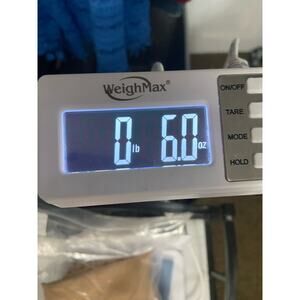 WeighMax®
ON/OFF
TARE
MODE
HOLD
0 lb 6.0 oz